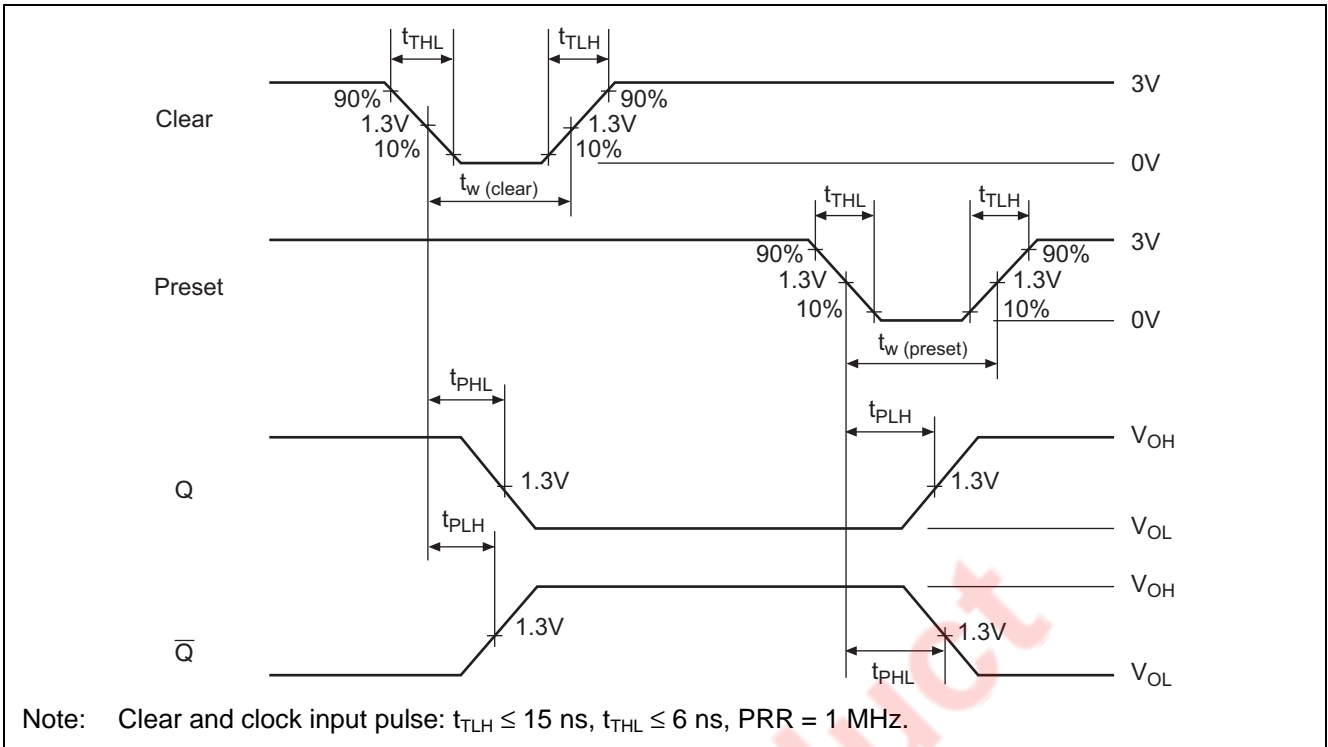 tTHL tTLH
3V
90% 90%
Clear 1.3V 1.3V
10% 10%
0V
tw (clear)
tTHL tTLH
3V
90% 90%
Preset 1.3V 1.3V
10% 10%
0V
tw (preset)
tPHL
tPLH
VOH
Q 1.3V 1.3V
tPLH
VOL
VOH
1.3V 1.3V
Q̅
tPHL
VOL
Note: Clear and clock input pulse: tTLH ≤ 15 ns, tTHL ≤ 6 ns, PRR = 1 MHz.
uct